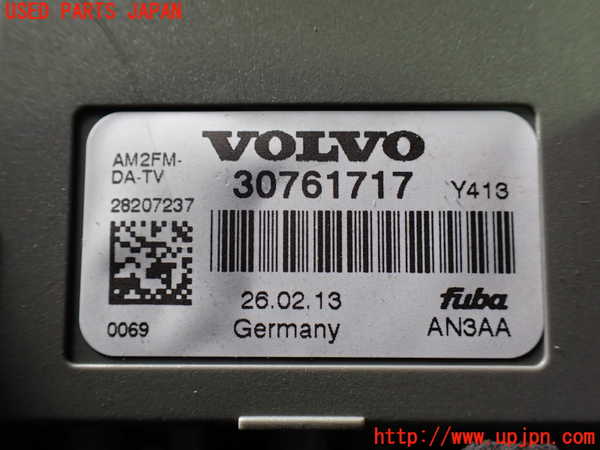 USED PARTS JAPAN
VOLVO
AM2FM-
DA-TV
30761717
Y413
28207237
26.02.13
fuba
0069
Germany
AN3AA
http://www.upjpn.com/